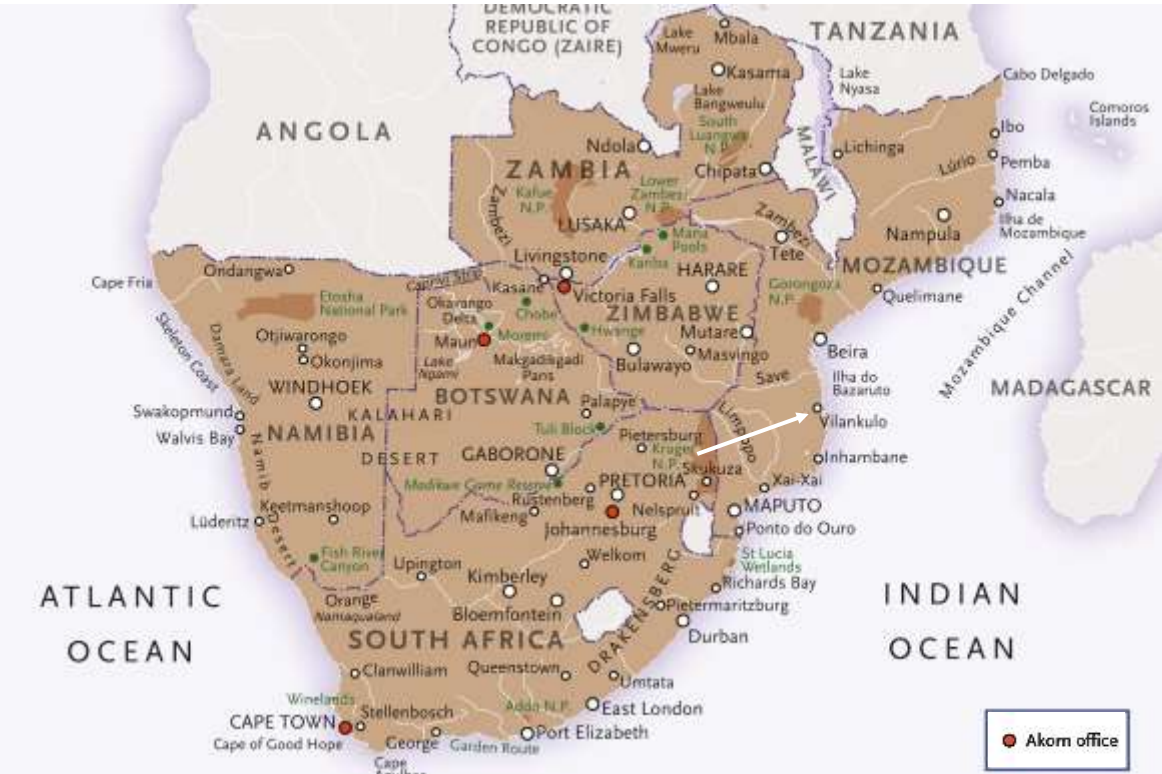 DEMOCRATIC
REPUBLIC OF
CONGO (ZAIRE)
TANZANIA
Lake
Mweru
Mbala
Kasama
Lake
Nyasa
Cabo Delgado
Lake
Bangweulu
Comoros
Islands
ANGOLA
South
Luangwa
N.P.
Ndola
MALAWI
Lichinga
Ibo
Lúrio
Pemba
ZAMBIA
Chipata
Kafue
N.P.
Lower
Zambesi
N.P.
Zambezi
Nacala
LUSAKA
Zambezi
Nampula
Ilha de
Mozambique
Mana
Pools
Tete
Kariba
Livingstone
HARARE
MOZAMBIQUE
Ondangwa
Cape Fria
Caprivi Strip
Kasane
Victoria Falls
Gorongoza
N.P.
Quelimane
Mozambique Channel
Etosha
National Park
Okavango
Delta
Chobe
ZIMBABWE
Skeleton Coast
Damara Land
Otjiwarongo
Moremi
Hwange
Mutare
Maun
Okonjima
Lake
Ngami
Makgadikgadi
Pans
Bulawayo
Masvingo
Beira
WINDHOEK
Save
Ilha do
Bazaruto
MADAGASCAR
BOTSWANA
Palapye
Swakopmund
KALAHARI
Limpopo
Vilankulo
Walvis Bay
NAMIBIA
Tuli Block
Pietersburg
Kruger
N.P.
DESERT
GABORONE
Inhambane
Namib Desert
Skukuza
Madikwe Game Reserve
PRETORIA
Xai-Xai
Keetmanshoop
Rustenberg
Nelspruit
MAPUTO
Lüderitz
Mafikeng
Johannesburg
Ponto do Ouro
Fish River
Canyon
Upington
Welkom
St Lucia
Wetlands
Kimberley
Richards Bay
ATLANTIC
OCEAN
Orange
Namaqualand
Bloemfontein
DRAKENSBERG
Pietermaritzburg
INDIAN
OCEAN
SOUTH AFRICA
Durban
Clanwilliam
Queenstown
Umtata
Winelands
Addo N.P.
CAPE TOWN
Stellenbosch
East London
Cape of Good Hope
George
Garden Route
Port Elizabeth
Cape
Akorn office